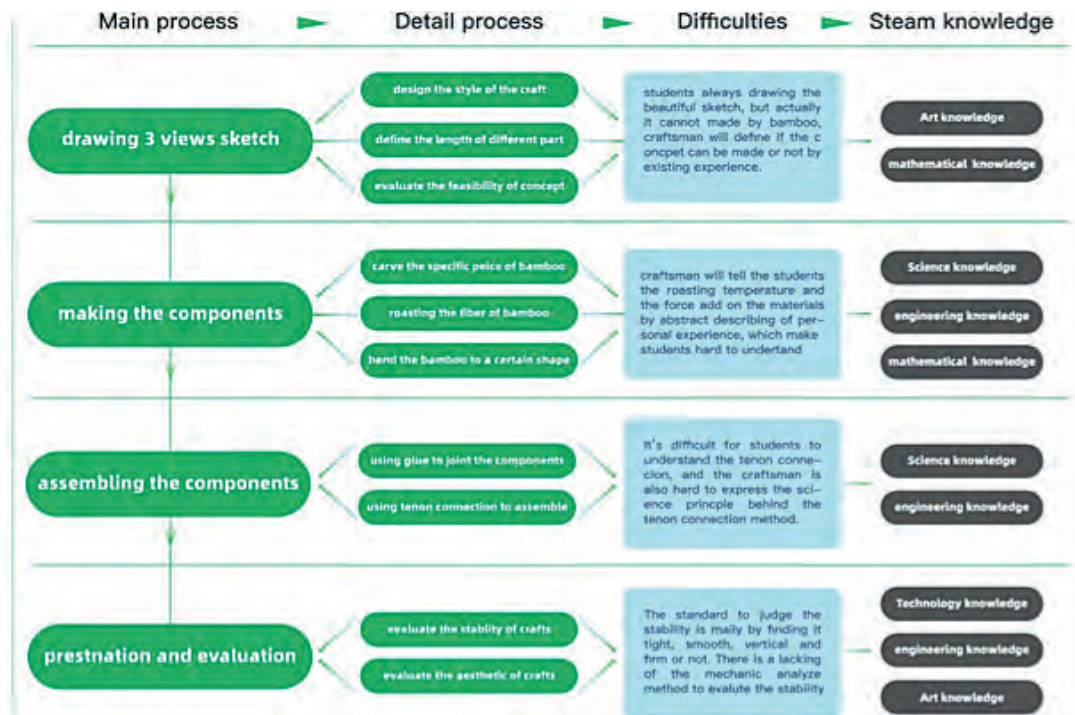 Main process
Detail process
Difficulties
Steam knowledge
drawing 3 views sketch
design the style of the craft
define the length of different part
evaluate the feasibility of concept
students always drawing the
beautiful sketch, but actually
it cannot made by bamboo,
craftsman will define if the c
oncpet can be made or not by
existing experience.
Art knowledge
mathematical knowledge
making the components
carve the specific peice of bamboo
roasting the fiber of bamboo
bend the bamboo to a certain shape
craftsman will tell the students
the roasting temperature and
the force add on the materials
by abstract describing of per-
sonal experience, which make
students hard to undertand
Science knowledge
engineering knowledge
mathematical knowledge
assembling the components
using glue to joint the components
using tenon connection to assemble
It's difficult for students to
understand the tenon conne-
cion, and the craftsman is
also hard to express the sci-
ence princple behind the
tenon connection method.
Science knowledge
engineering knowledge
prestnation and evaluation
evaluate the stablity of crafts
evaluate the aesthetic of crafts
The standard to judge the
stability is maily by finding it
tight, smooth, vertical and
firm or not. There is a lacking
of the mechanic analyze
method to evalute the stability
Technology knowledge
engineering knowledge
Art knowledge